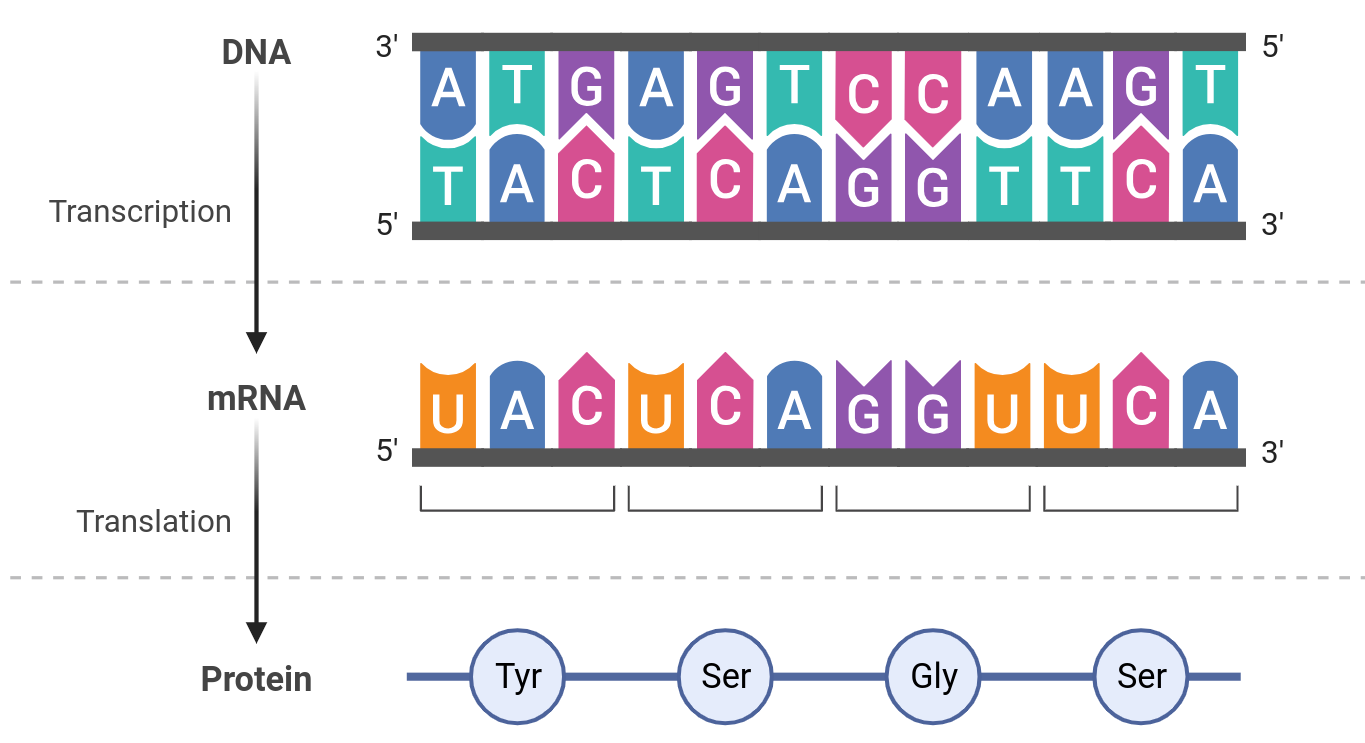 DNA
3' 5'
A T G A G T C C A A G T
T A C T C A G G T T C A
Transcription
5' 3'
mRNA
U A C U C A G G U U C A
5' 3'
Translation
Protein
Tyr Ser Gly Ser